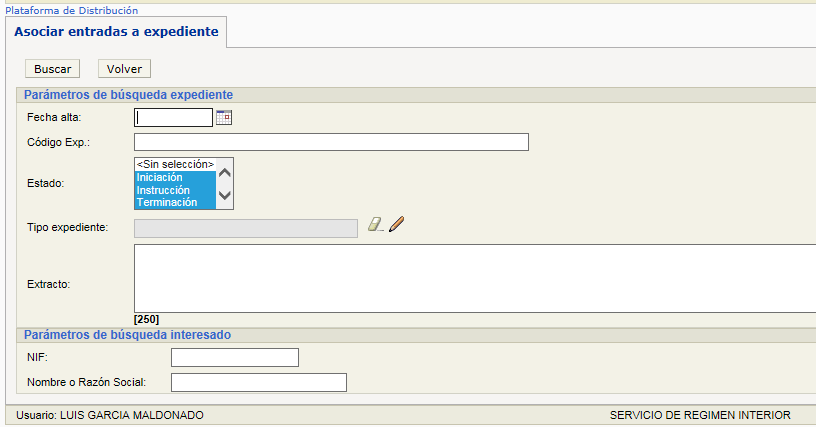 Plataforma de Distribución
Asociar entradas a expediente
Buscar Volver
Parámetros de búsqueda expediente
Fecha alta:
Código Exp.:
Estado:
<Sin selección>
Iniciación
Instrucción
Terminación
Tipo expediente:
Extracto:
[250]
Parámetros de búsqueda interesado
NIF:
Nombre o Razón Social:
Usuario: LUIS GARCIA MALDONADO SERVICIO DE REGIMEN INTERIOR